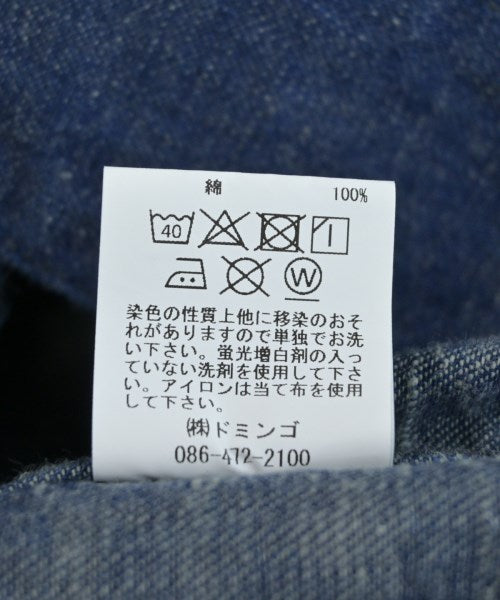 綿 100%
40
W
染色の性質上他に移染のおそ
れがありますので単独でお洗
い下さい。蛍光増白剤の入っ
ていない洗剤を使用して下さ
い。アイロンは当て布を使用
して下さい。
㈱ドミンゴ
086-472-2100